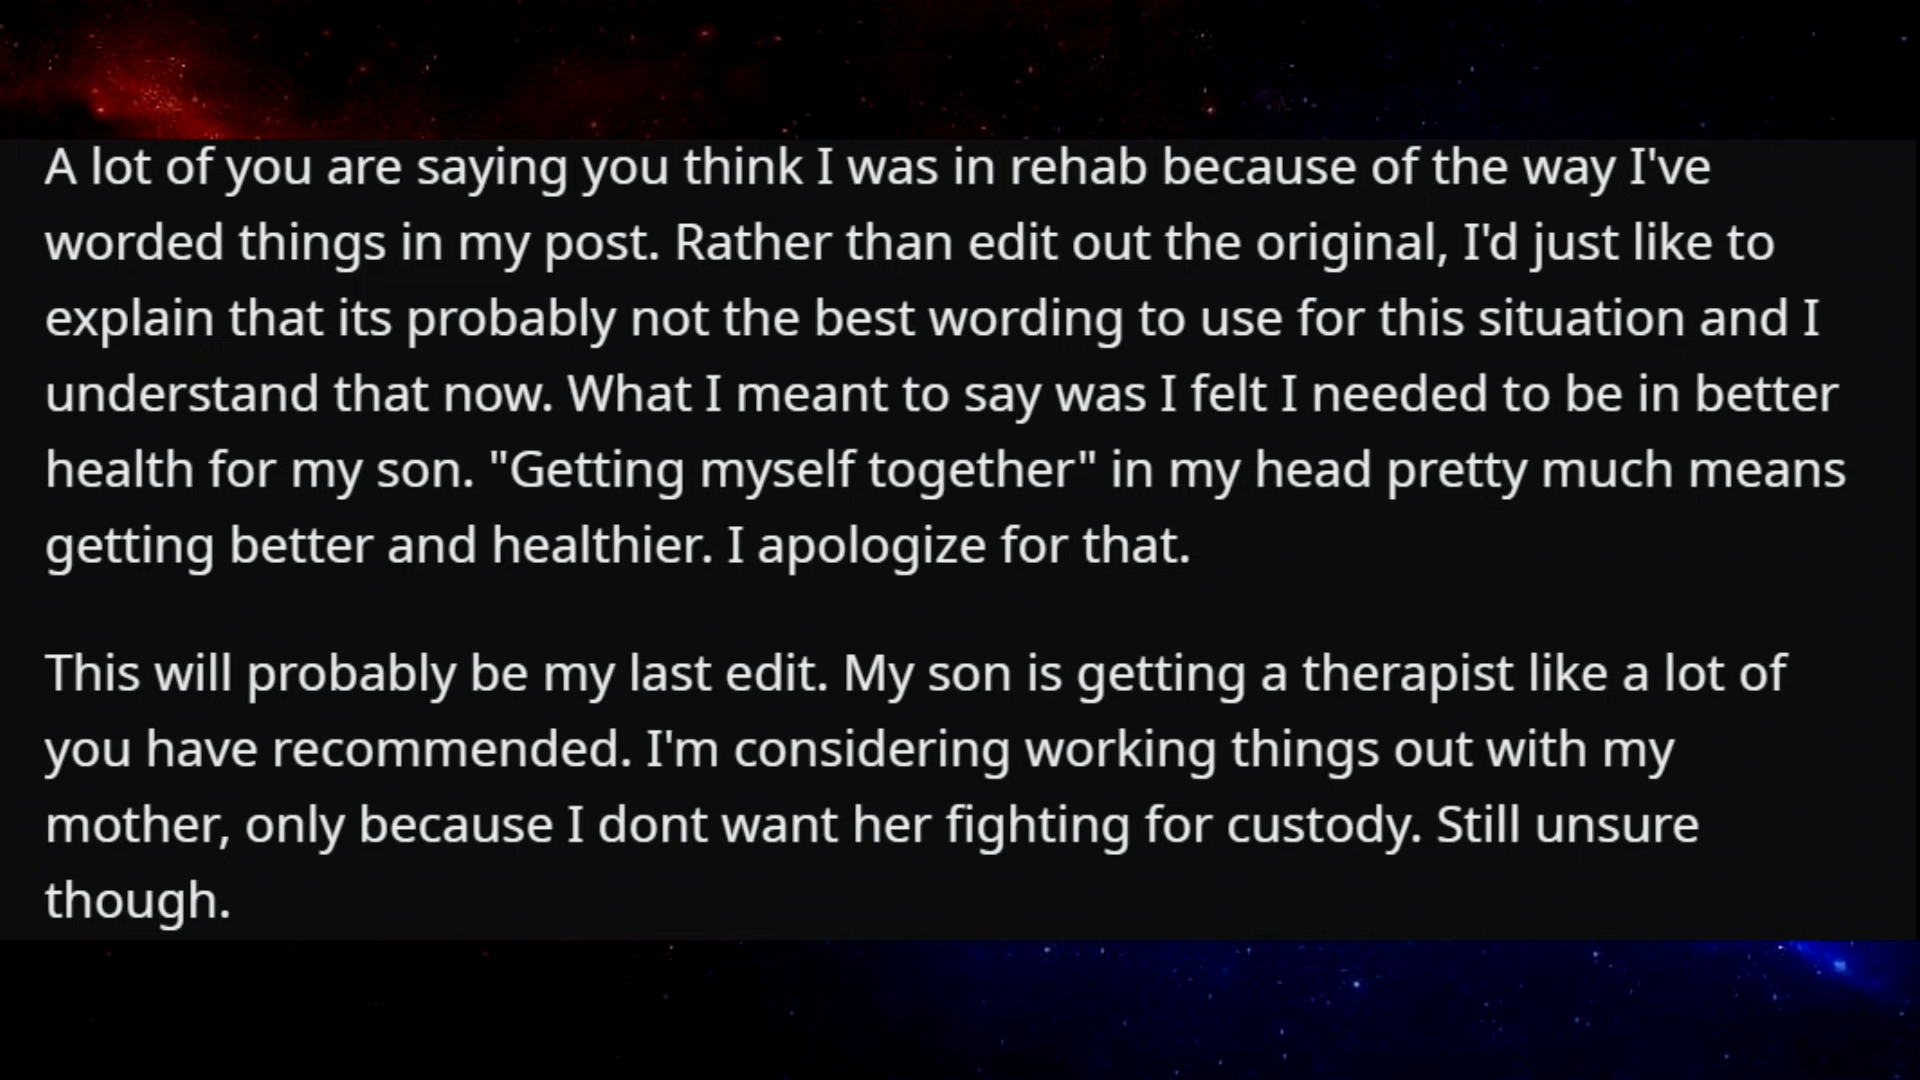 A lot of you are saying you think I was in rehab because of the way I've
worded things in my post. Rather than edit out the original, I'd just like to
explain that its probably not the best wording to use for this situation and I
understand that now. What I meant to say was I felt I needed to be in better
health for my son. "Getting myself together" in my head pretty much means
getting better and healthier. I apologize for that.
This will probably be my last edit. My son is getting a therapist like a lot of
you have recommended. I'm considering working things out with my
mother, only because I dont want her fighting for custody. Still unsure
though.